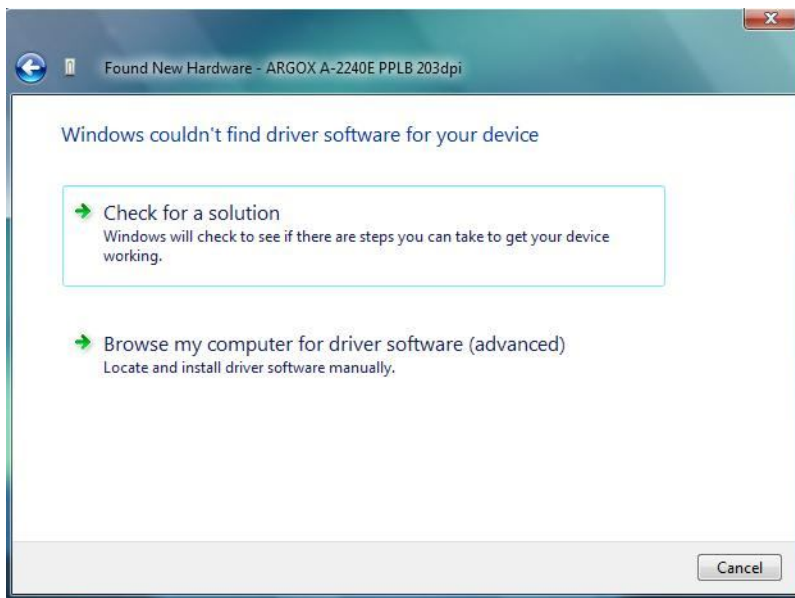 Found New Hardware - ARGOX A-2240E PPLB 203dpi
Windows couldn't find driver software for your device
Check for a solution
Windows will check to see if there are steps you can take to get your device
working.
Browse my computer for driver software (advanced)
Locate and install driver software manually.
Cancel